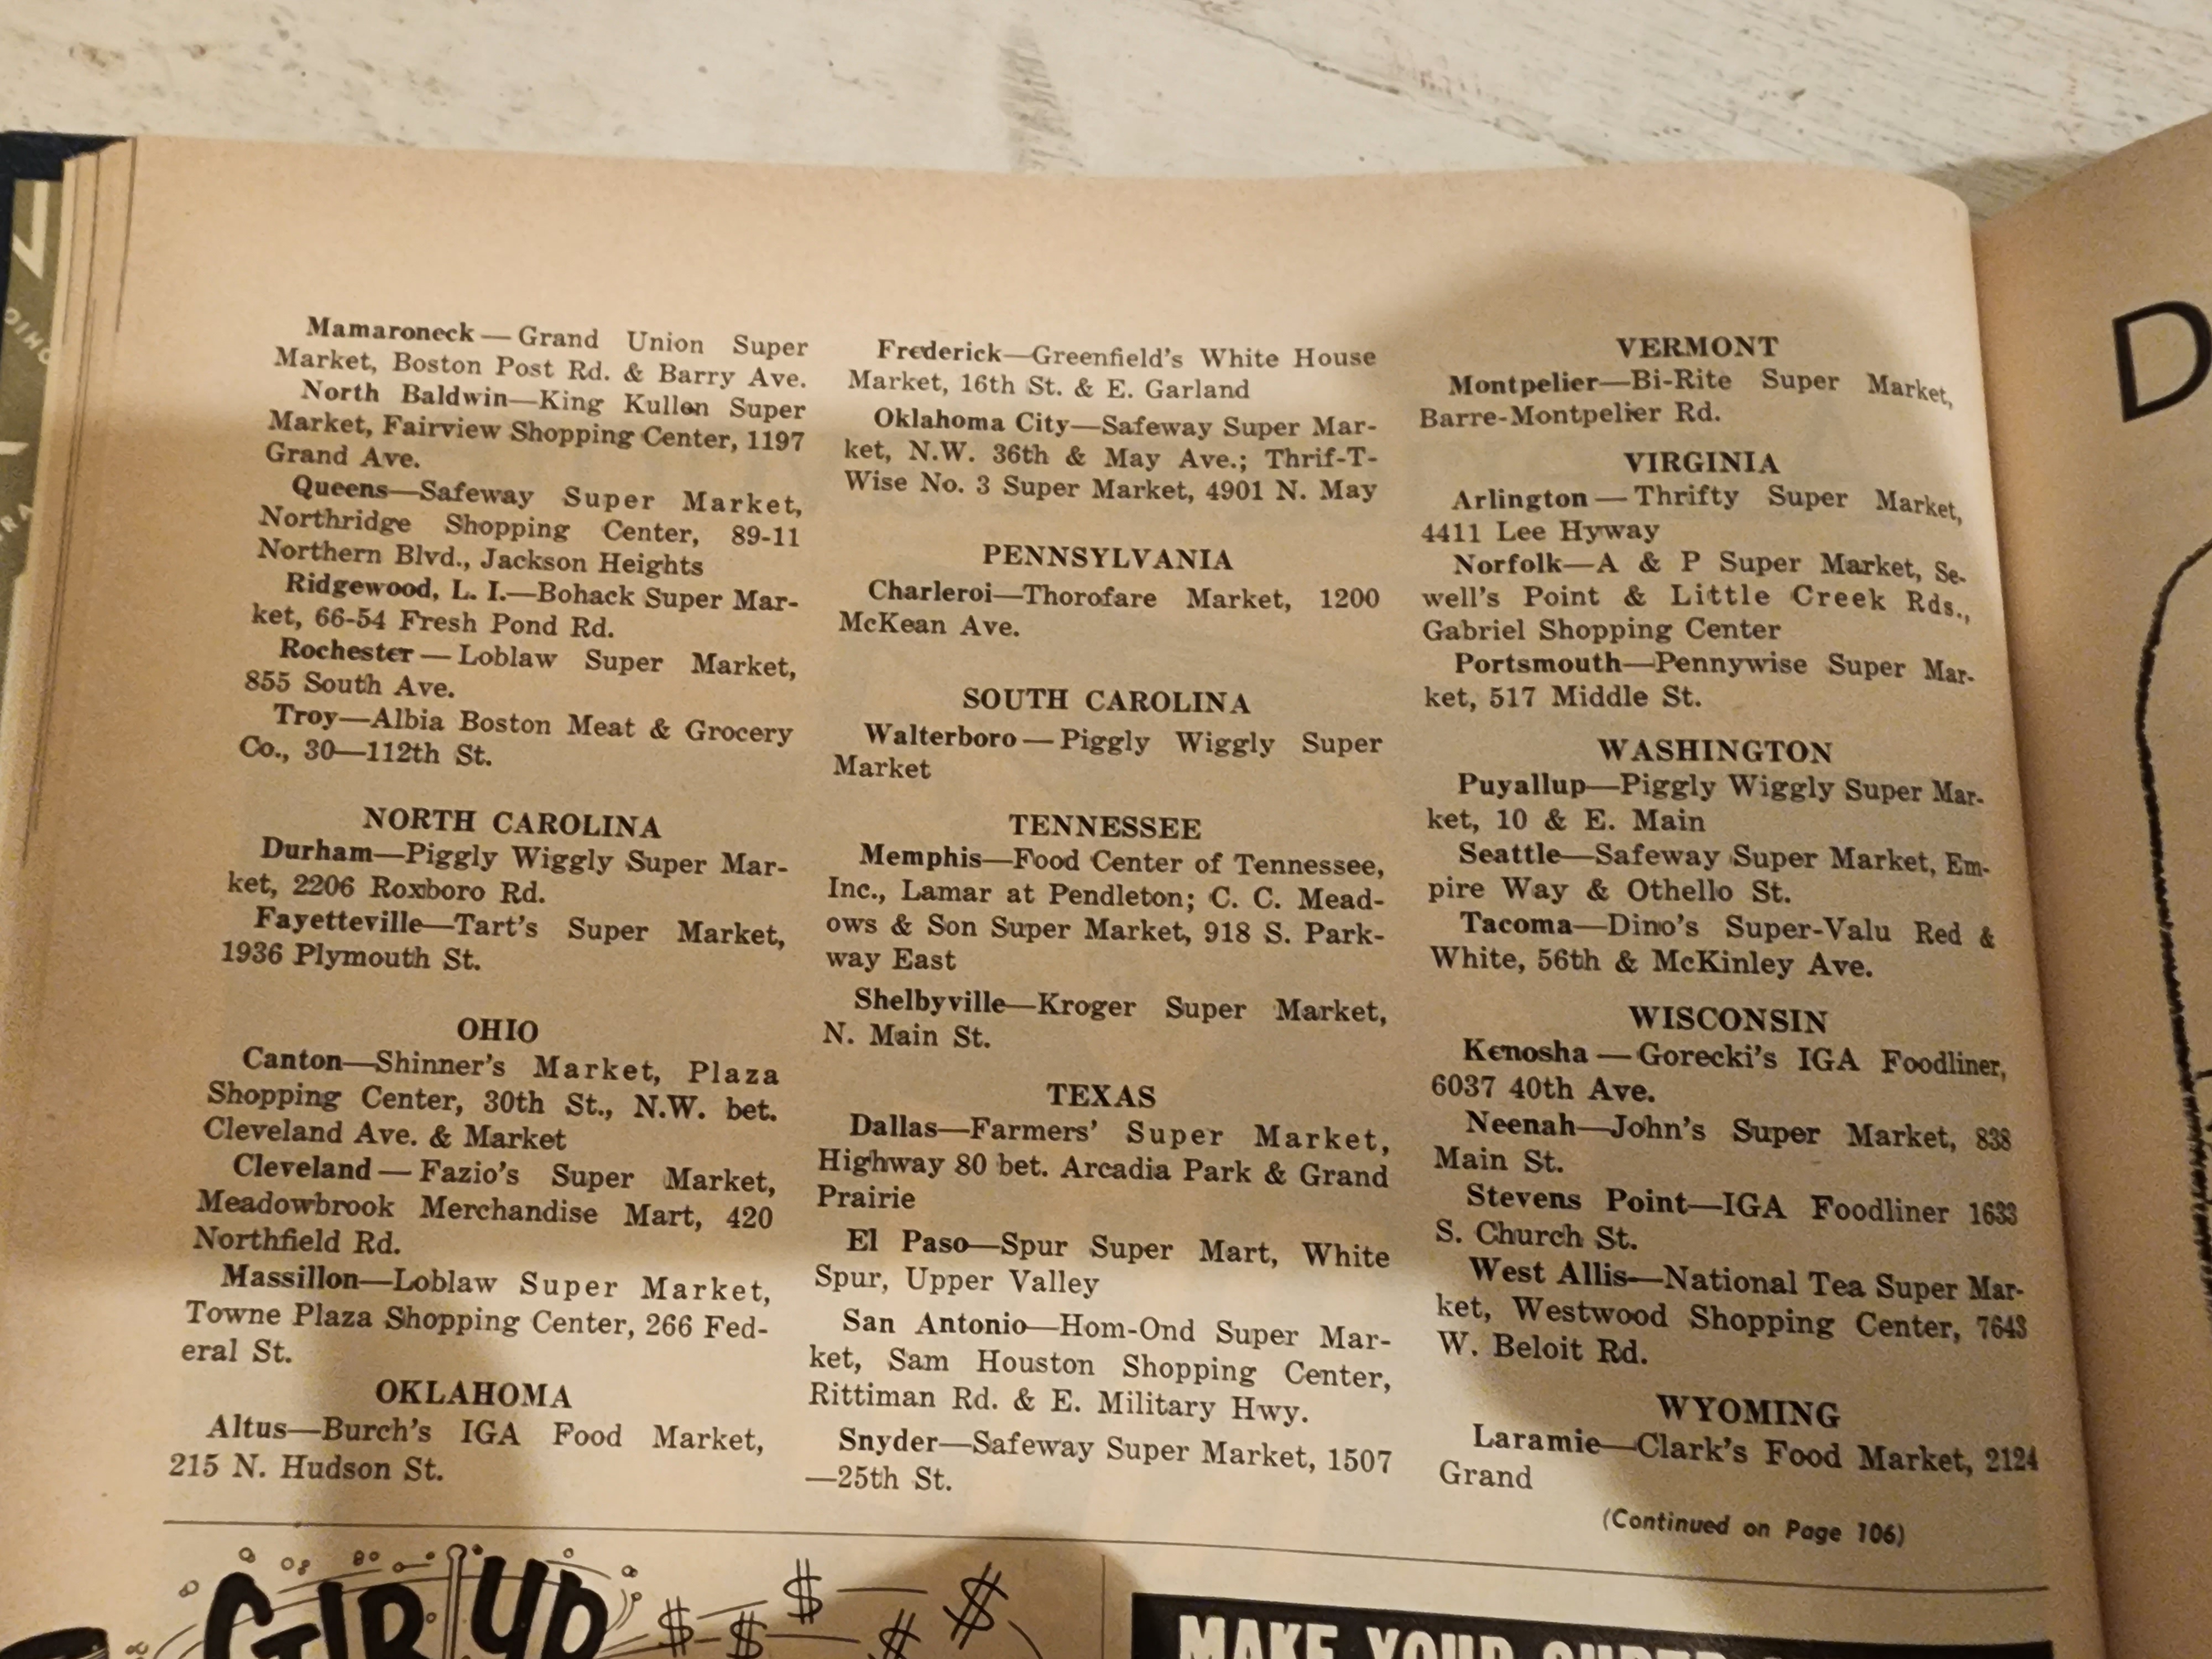 Mamaroneck — Grand Union Super
Market, Boston Post Rd. & Barry Ave.
North Baldwin—King Kullen Super
Market, Fairview Shopping Center, 1197
Grand Ave.
Queens—Safeway Super Market,
Northridge Shopping Center, 89-11
Northern Blvd., Jackson Heights
Ridgewood, L. I.—Bohack Super Mar-
ket, 66-54 Fresh Pond Rd.
Rochester — Loblaw Super Market,
855 South Ave.
Troy—Albia Boston Meat & Grocery
Co., 30—112th St.
NORTH CAROLINA
Durham—Piggly Wiggly Super Mar-
ket, 2206 Roxboro Rd.
Fayetteville—Tart's Super Market,
1936 Plymouth St.
OHIO
Canton—Shinner's Market, Plaza
Shopping Center, 30th St., N.W. bet.
Cleveland Ave. & Market
Cleveland — Fazio's Super Market,
Meadowbrook Merchandise Mart, 420
Northfield Rd.
Massillon—Loblaw Super Market,
Towne Plaza Shopping Center, 266 Fed-
eral St.
OKLAHOMA
Altus—Burch's IGA Food Market,
215 N. Hudson St.
Frederick—Greenfield's White House
Market, 16th St. & E. Garland
Oklahoma City—Safeway Super Mar-
ket, N.W. 36th & May Ave.; Thrif-T-
Wise No. 3 Super Market, 4901 N. May
PENNSYLVANIA
Charleroi—Thorofare Market, 1200
McKean Ave.
SOUTH CAROLINA
Walterboro — Piggly Wiggly Super
Market
TENNESSEE
Memphis—Food Center of Tennessee,
Inc., Lamar at Pendleton; C. C. Mead-
ows & Son Super Market, 918 S. Park-
way East
Shelbyville—Kroger Super Market,
N. Main St.
TEXAS
Dallas—Farmers' Super Market,
Highway 80 bet. Arcadia Park & Grand
Prairie
El Paso—Spur Super Mart, White
Spur, Upper Valley
San Antonio—Hom-Ond Super Mar-
ket, Sam Houston Shopping Center,
Rittiman Rd. & E. Military Hwy.
Snyder—Safeway Super Market, 1507
—25th St.
VERMONT
Montpelier—Bi-Rite Super Market,
Barre-Montpelier Rd.
VIRGINIA
Arlington — Thrifty Super Market,
4411 Lee Hyway
Norfolk—A & P Super Market, Se-
well's Point & Little Creek Rds.,
Gabriel Shopping Center
Portsmouth—Pennywise Super Mar-
ket, 517 Middle St.
WASHINGTON
Puyallup—Piggly Wiggly Super Mar-
ket, 10 & E. Main
Seattle—Safeway Super Market, Em-
pire Way & Othello St.
Tacoma—Dino's Super-Valu Red &
White, 56th & McKinley Ave.
WISCONSIN
Kenosha — Gorecki's IGA Foodliner,
6037 40th Ave.
Neenah—John's Super Market, 838
Main St.
Stevens Point—IGA Foodliner 1633
S. Church St.
West Allis—National Tea Super Mar-
ket, Westwood Shopping Center, 7643
W. Beloit Rd.
WYOMING
Laramie—Clark's Food Market, 2124
Grand
(Continued on Page 106)
$ $ $ $ $
MAKE YOUR
D